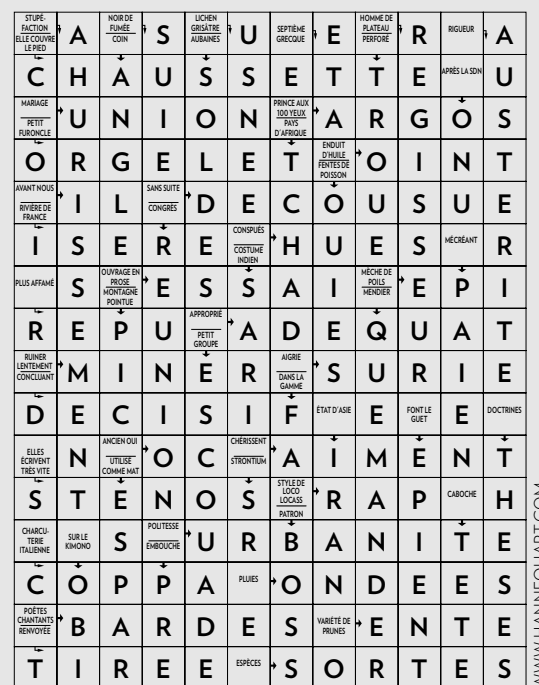 STUPÉ-
FACTION
ELLE COUVRE
LE PIED
A
NOIR DE
FUMÉE
COIN
S
LICHEN
GRISÂTRE
AUBAINES
U
SEPTIÈME
GRECQUE
E
HOMME DE
PLATEAU
PERFORÉ
R
RIGUEUR
A
C H A U S S E T T E
APRÈS LA SDN
U
MARIAGE
PETIT
FURONCLE
U N I O N
PRINCE AUX
100 YEUX
PAYS
D'AFRIQUE
A R G O S
O R G E L E T
ENDUIT
D'HUILE
FENTES DE
POISSON
O I N T
AVANT NOUS
RIVIÈRE DE
FRANCE
I L
SANS SUITE
CONGRÈS
D E C O U S U E
I S E R E
CONSPUÉS
COSTUME
INDIEN
H U E S
MÉCRÉANT
R
PLUS AFFAMÉ
S
OUVRAGE EN
PROSE
MONTAGNE
POINTUE
E S S A I
MÈCHE DE
POILS
MENDIER
E P I
R E P U
APPROPRIÉ
PETIT
GROUPE
A D E Q U A T
RUINER
LENTEMENT
CONCLUANT
M I N E R
AIGRIE
DANS LA
GAMME
S U R I E
D E C I S I F
ÉTAT D'ASIE
E
FONT LE
GUET
E
DOCTRINES
ELLES
ÉCRIVENT
TRÈS VITE
N
ANCIEN OUI
UTILISE
COMME MAT
O C
CHÉRISSENT
STRONTIUM
A I M E N T
S T E N O S
STYLE DE
LOCO
LOCASS
PATRON
R A P
CABOCHE
H
CHARCU-
TERIE
ITALIENNE
SUR LE
KIMONO
S
POLITESSE
EMBOUCHE
U R B A N I T E
C O P P A
PLUIES
O N D E E S
POÈTES
CHANTANTS
RENVOYÉE
B A R D E S
VARIÉTÉ DE
PRUNES
E N T E
T I R E E
ESPÈCES
S O R T E S
WWW.HANNEQUART.COM